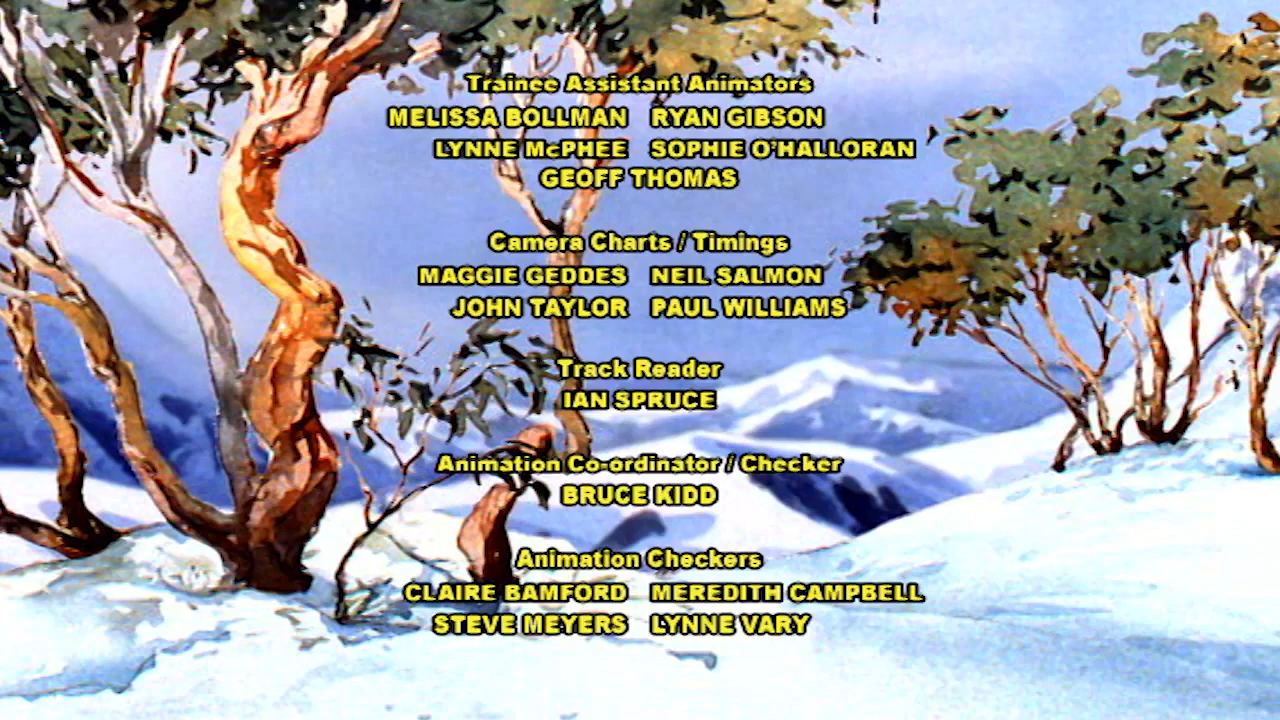 Trainee Assistant Animators
MELISSA BOLLMAN RYAN GIBSON
LYNNE McPHEE SOPHIE O'HALLORAN
GEOFF THOMAS
Camera Charts / Timings
MAGGIE GEDDES NEIL SALMON
JOHN TAYLOR PAUL WILLIAMS
Track Reader
IAN SPRUCE
Animation Co-ordinator / Checker
BRUCE KIDD
Animation Checkers
CLAIRE BAMFORD MEREDITH CAMPBELL
STEVE MEYERS LYNNE VARY